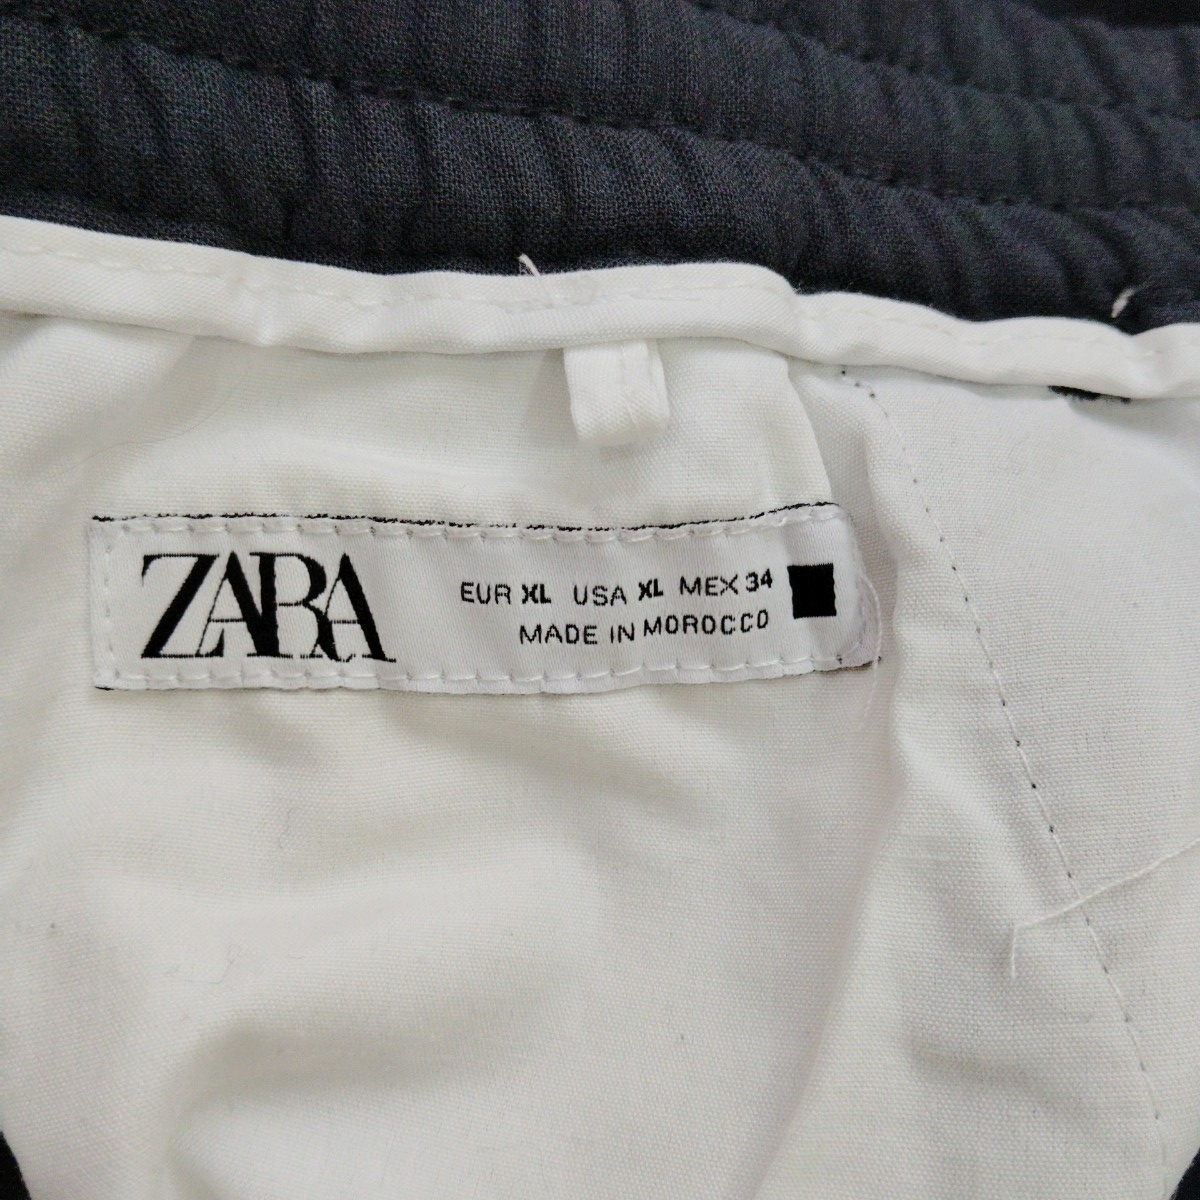 ZARA
EUR XL USA XL MEX 34
MADE IN MOROCCO